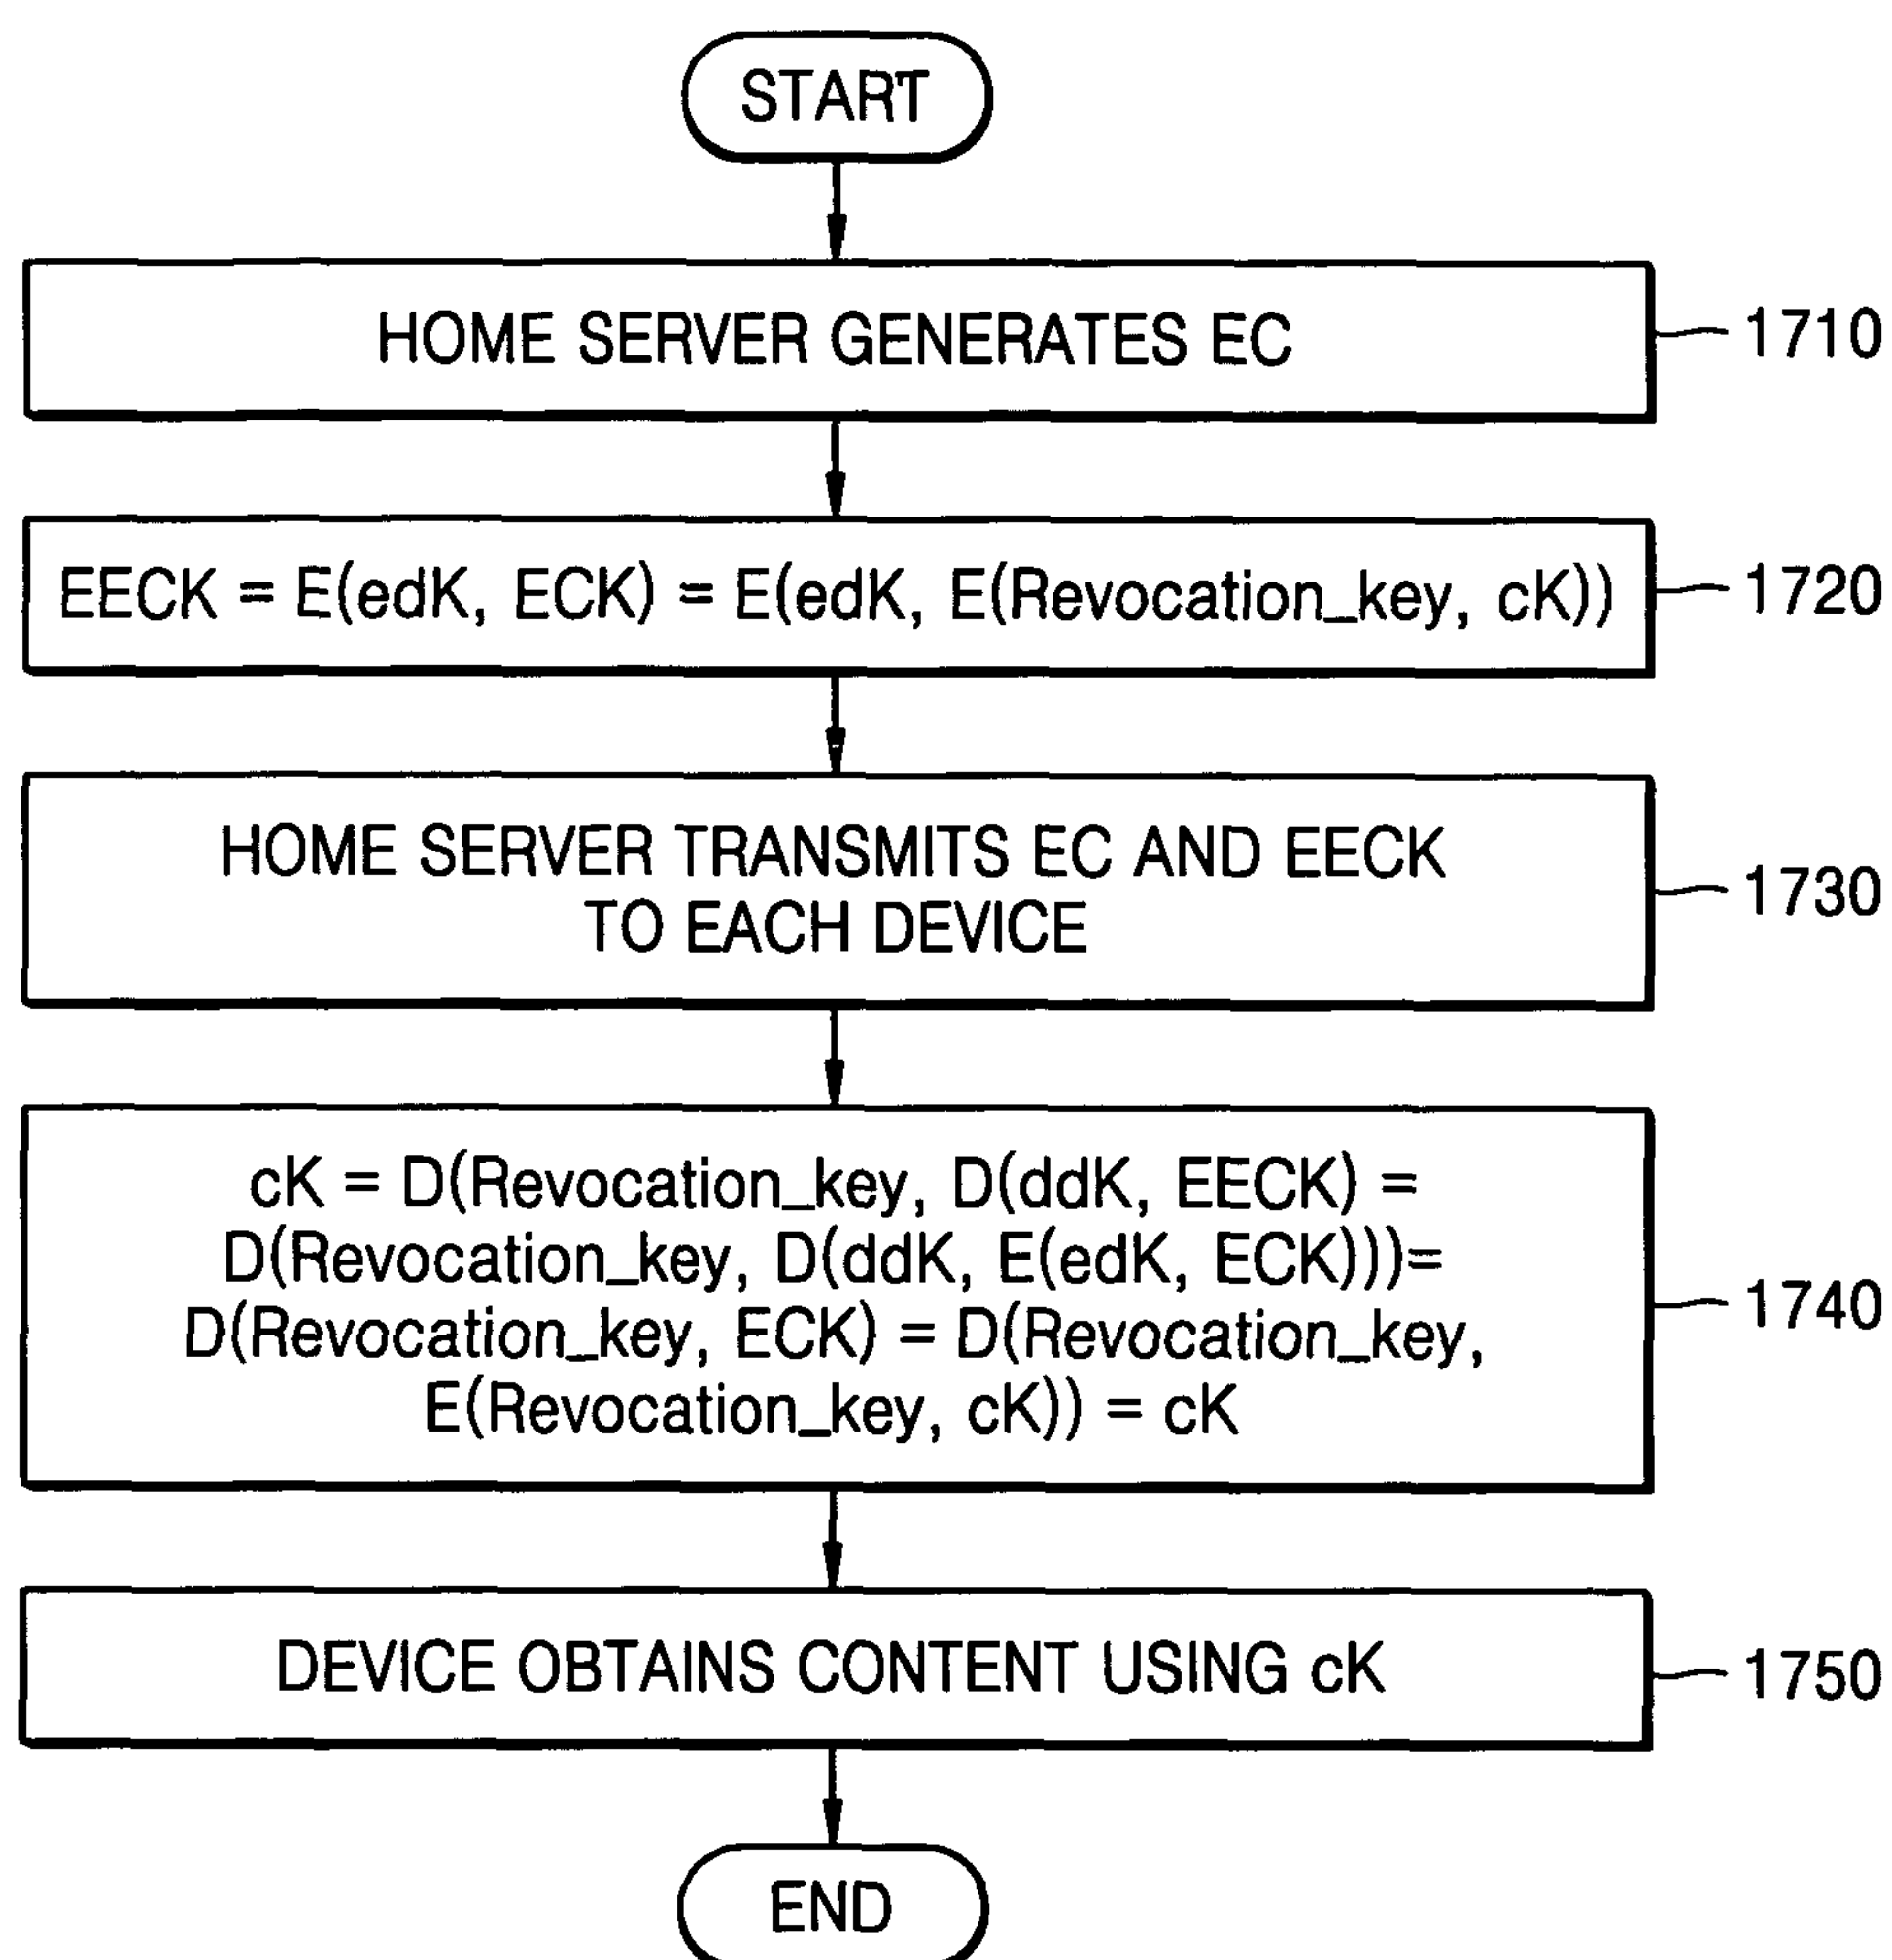 START
HOME SERVER GENERATES EC
1710
EECK = E(edK, ECK) = E(edK, E(Revocation_key, cK))
1720
HOME SERVER TRANSMITS EC AND EECK
TO EACH DEVICE
1730
cK = D(Revocation_key, D(ddK, EECK) =
D(Revocation_key, D(ddK, E(edK, ECK)))=
D(Revocation_key, ECK) = D(Revocation_key,
E(Revocation_key, cK)) = cK
1740
DEVICE OBTAINS CONTENT USING cK
1750
END